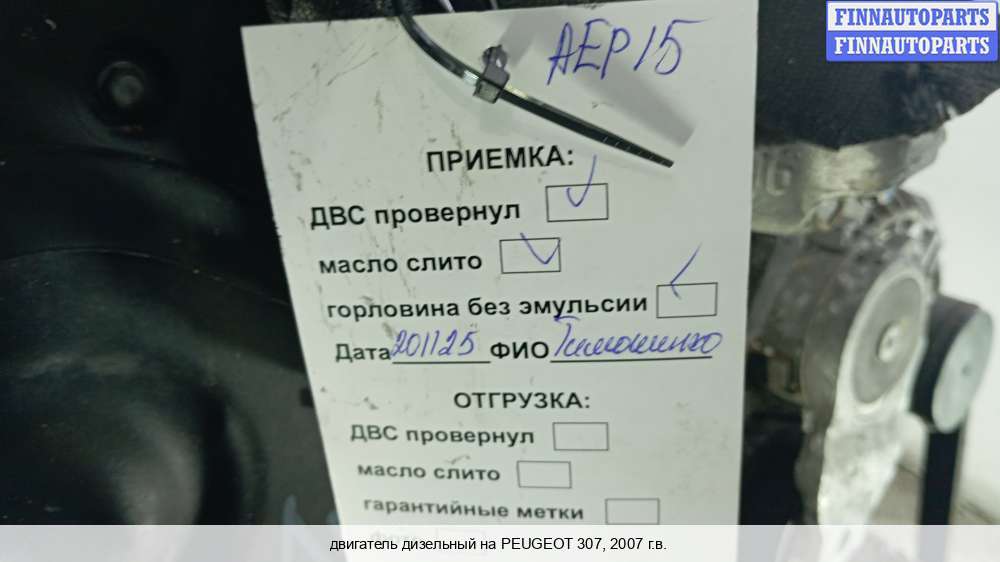 FINNAUTOPARTS
FINNAUTOPARTS
AEP15
ПРИЕМКА:
ДВС провернул
масло слито
горловина без эмульсии
Дата 201125 ФИО Тимошенко
ОТГРУЗКА:
ДВС провернул
масло слито
гарантийные метки
двигатель дизельный на PEUGEOT 307, 2007 г.в.